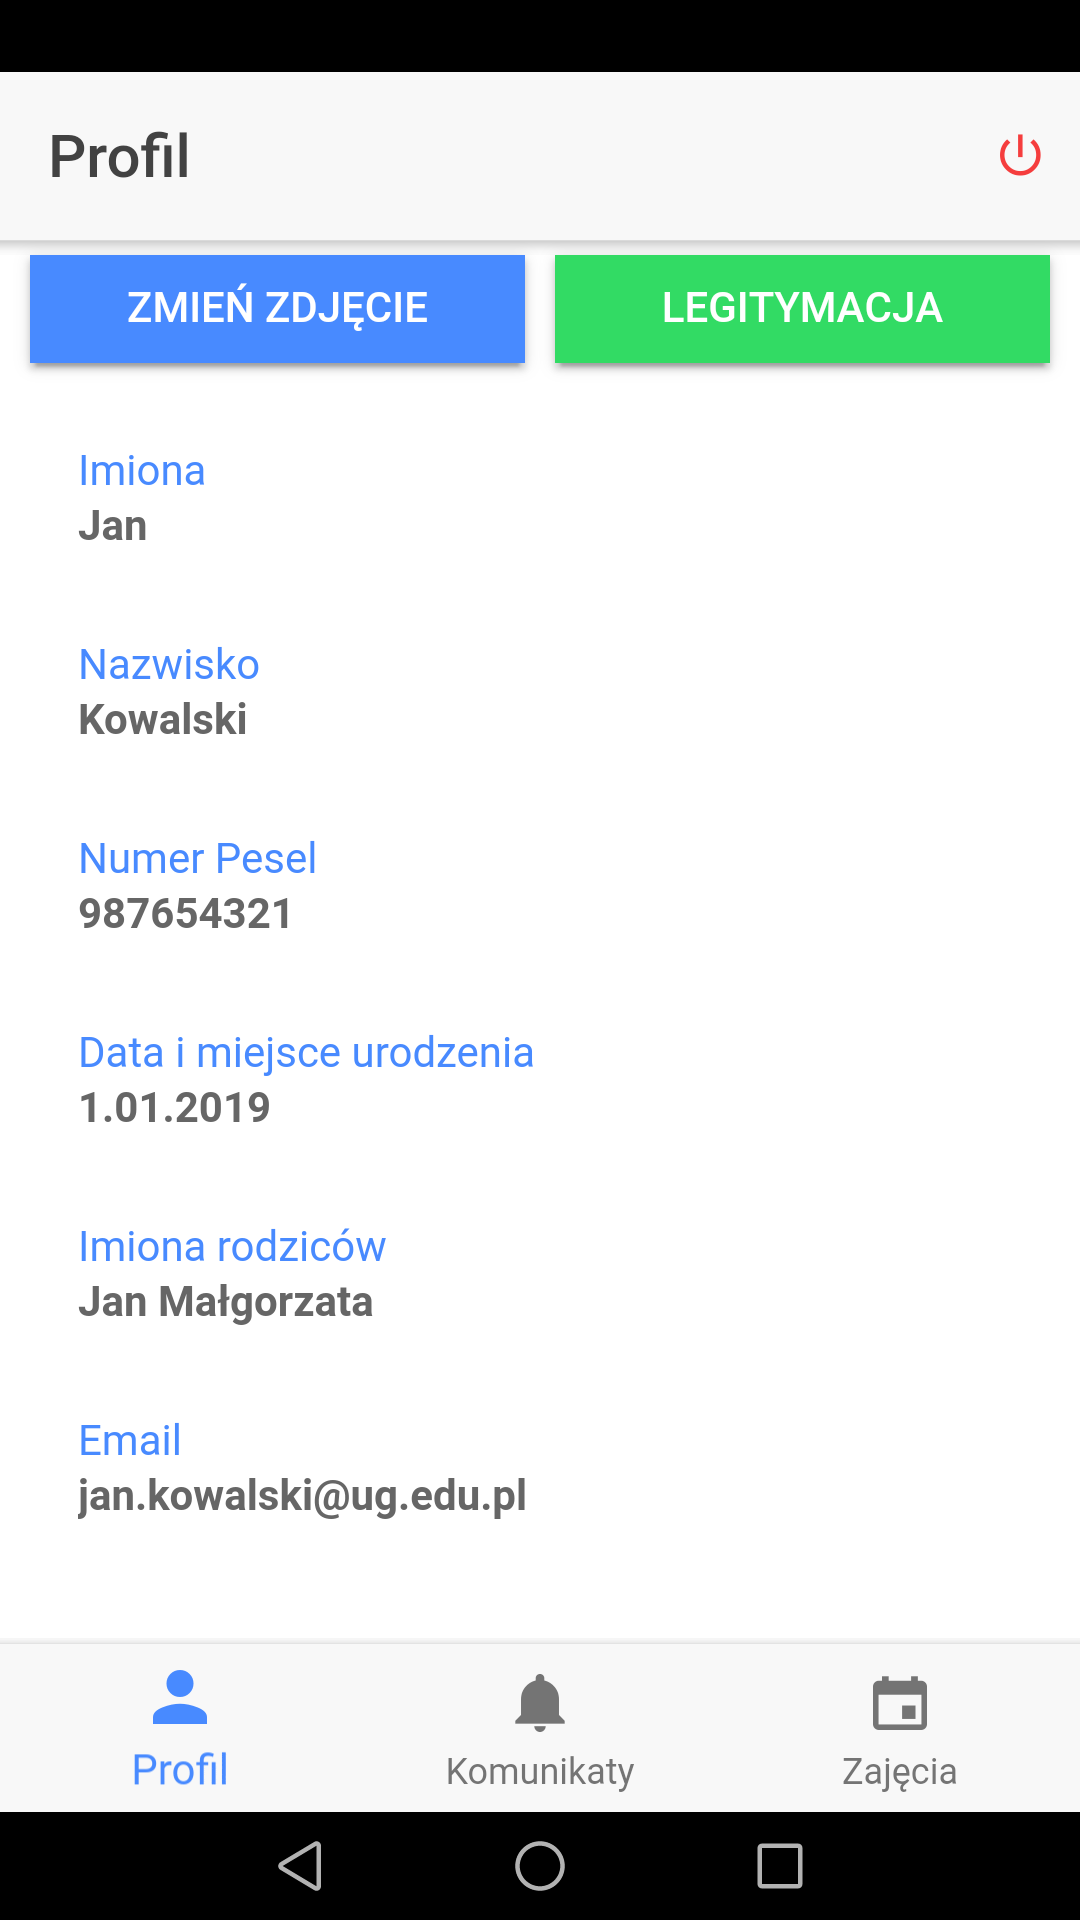 Profil
ZMIEŃ ZDJĘCIE
LEGITYMACJA
Imiona
Jan
Nazwisko
Kowalski
Numer Pesel
987654321
Data i miejsce urodzenia
1.01.2019
Imiona rodziców
Jan Małgorzata
Email
jan.kowalski@ug.edu.pl
Profil
Komunikaty
Zajęcia